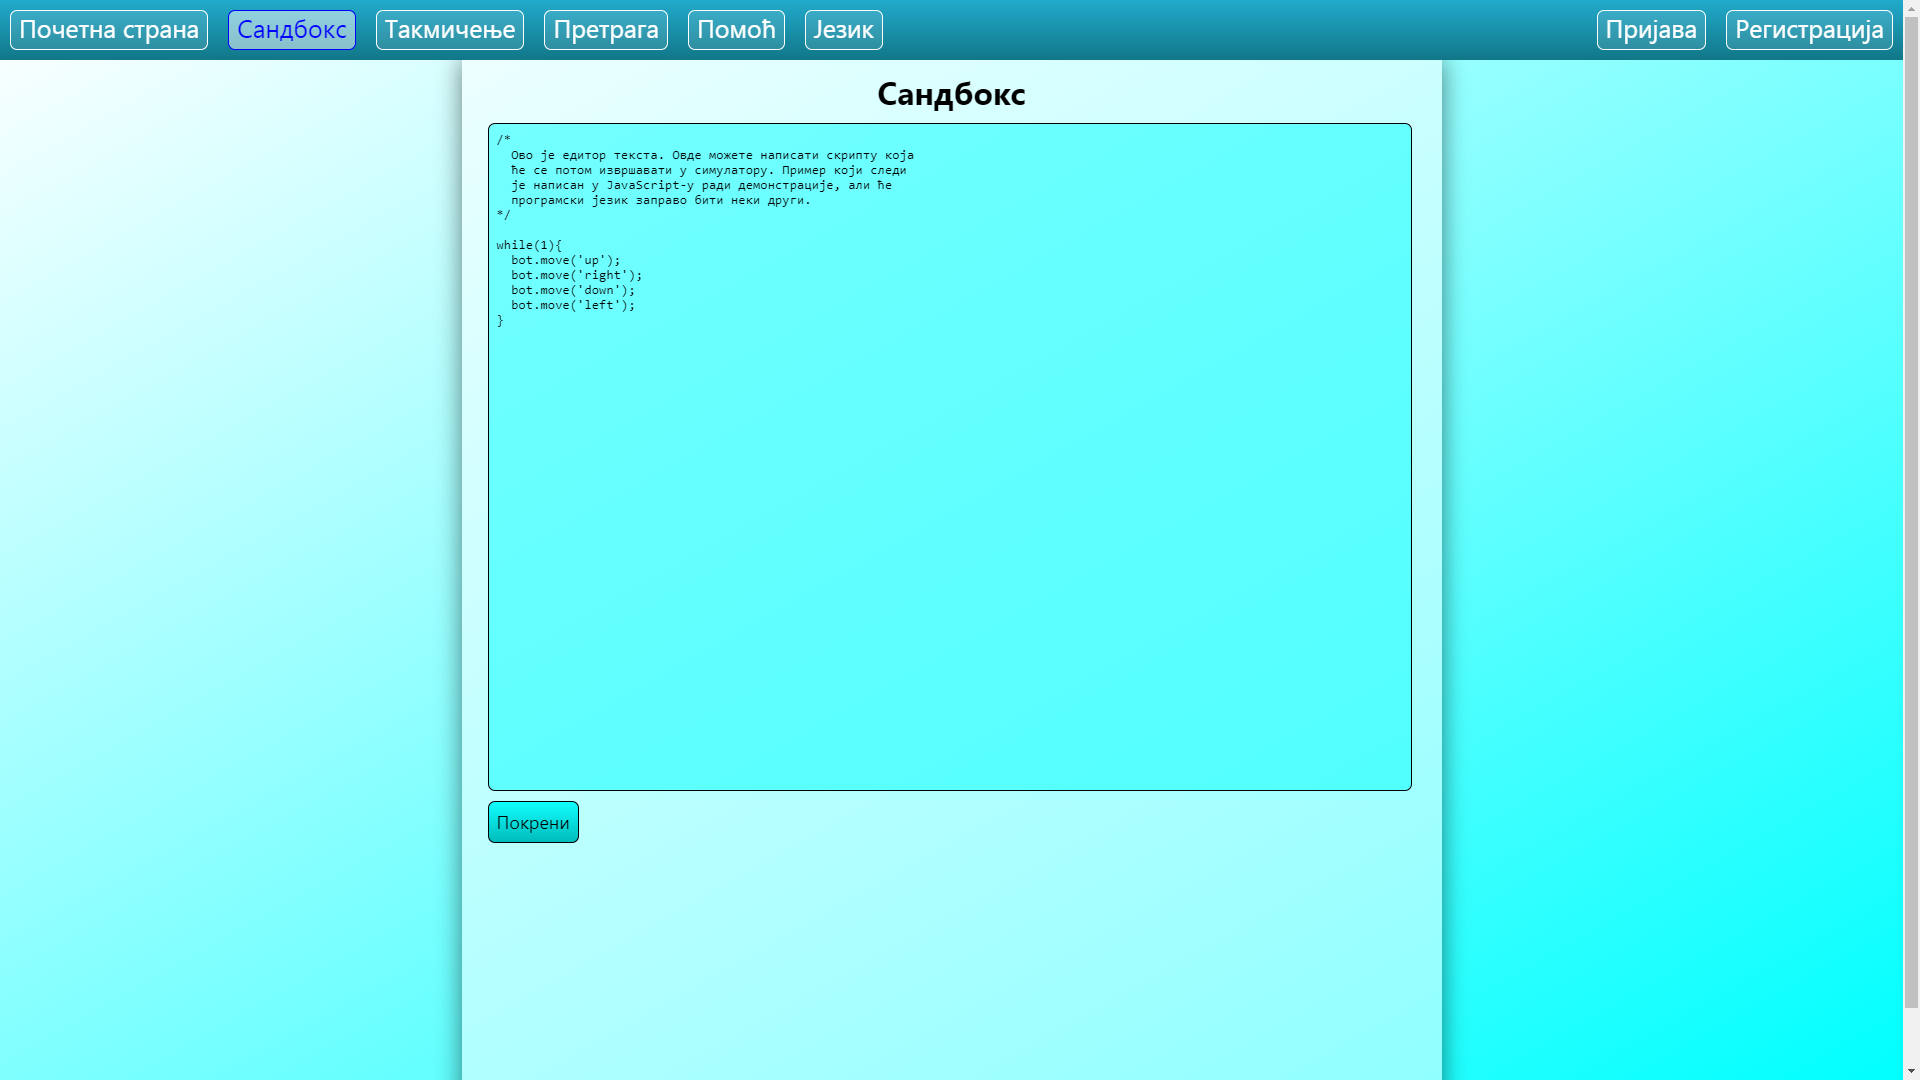 Почетна страна Сандбокс Такмичење Претрага Помоћ Језик Пријава Регистрација
Сандбокс
/*
  Ово је едитор текста. Овде можете написати скрипту која
  ће се потом извршавати у симулатору. Пример који следи
  је написан у JavaScript-у ради демонстрације, али ће
  програмски језик заправо бити неки други.
*/
while(1){
  bot.move('up');
  bot.move('right');
  bot.move('down');
  bot.move('left');
}
Покрени